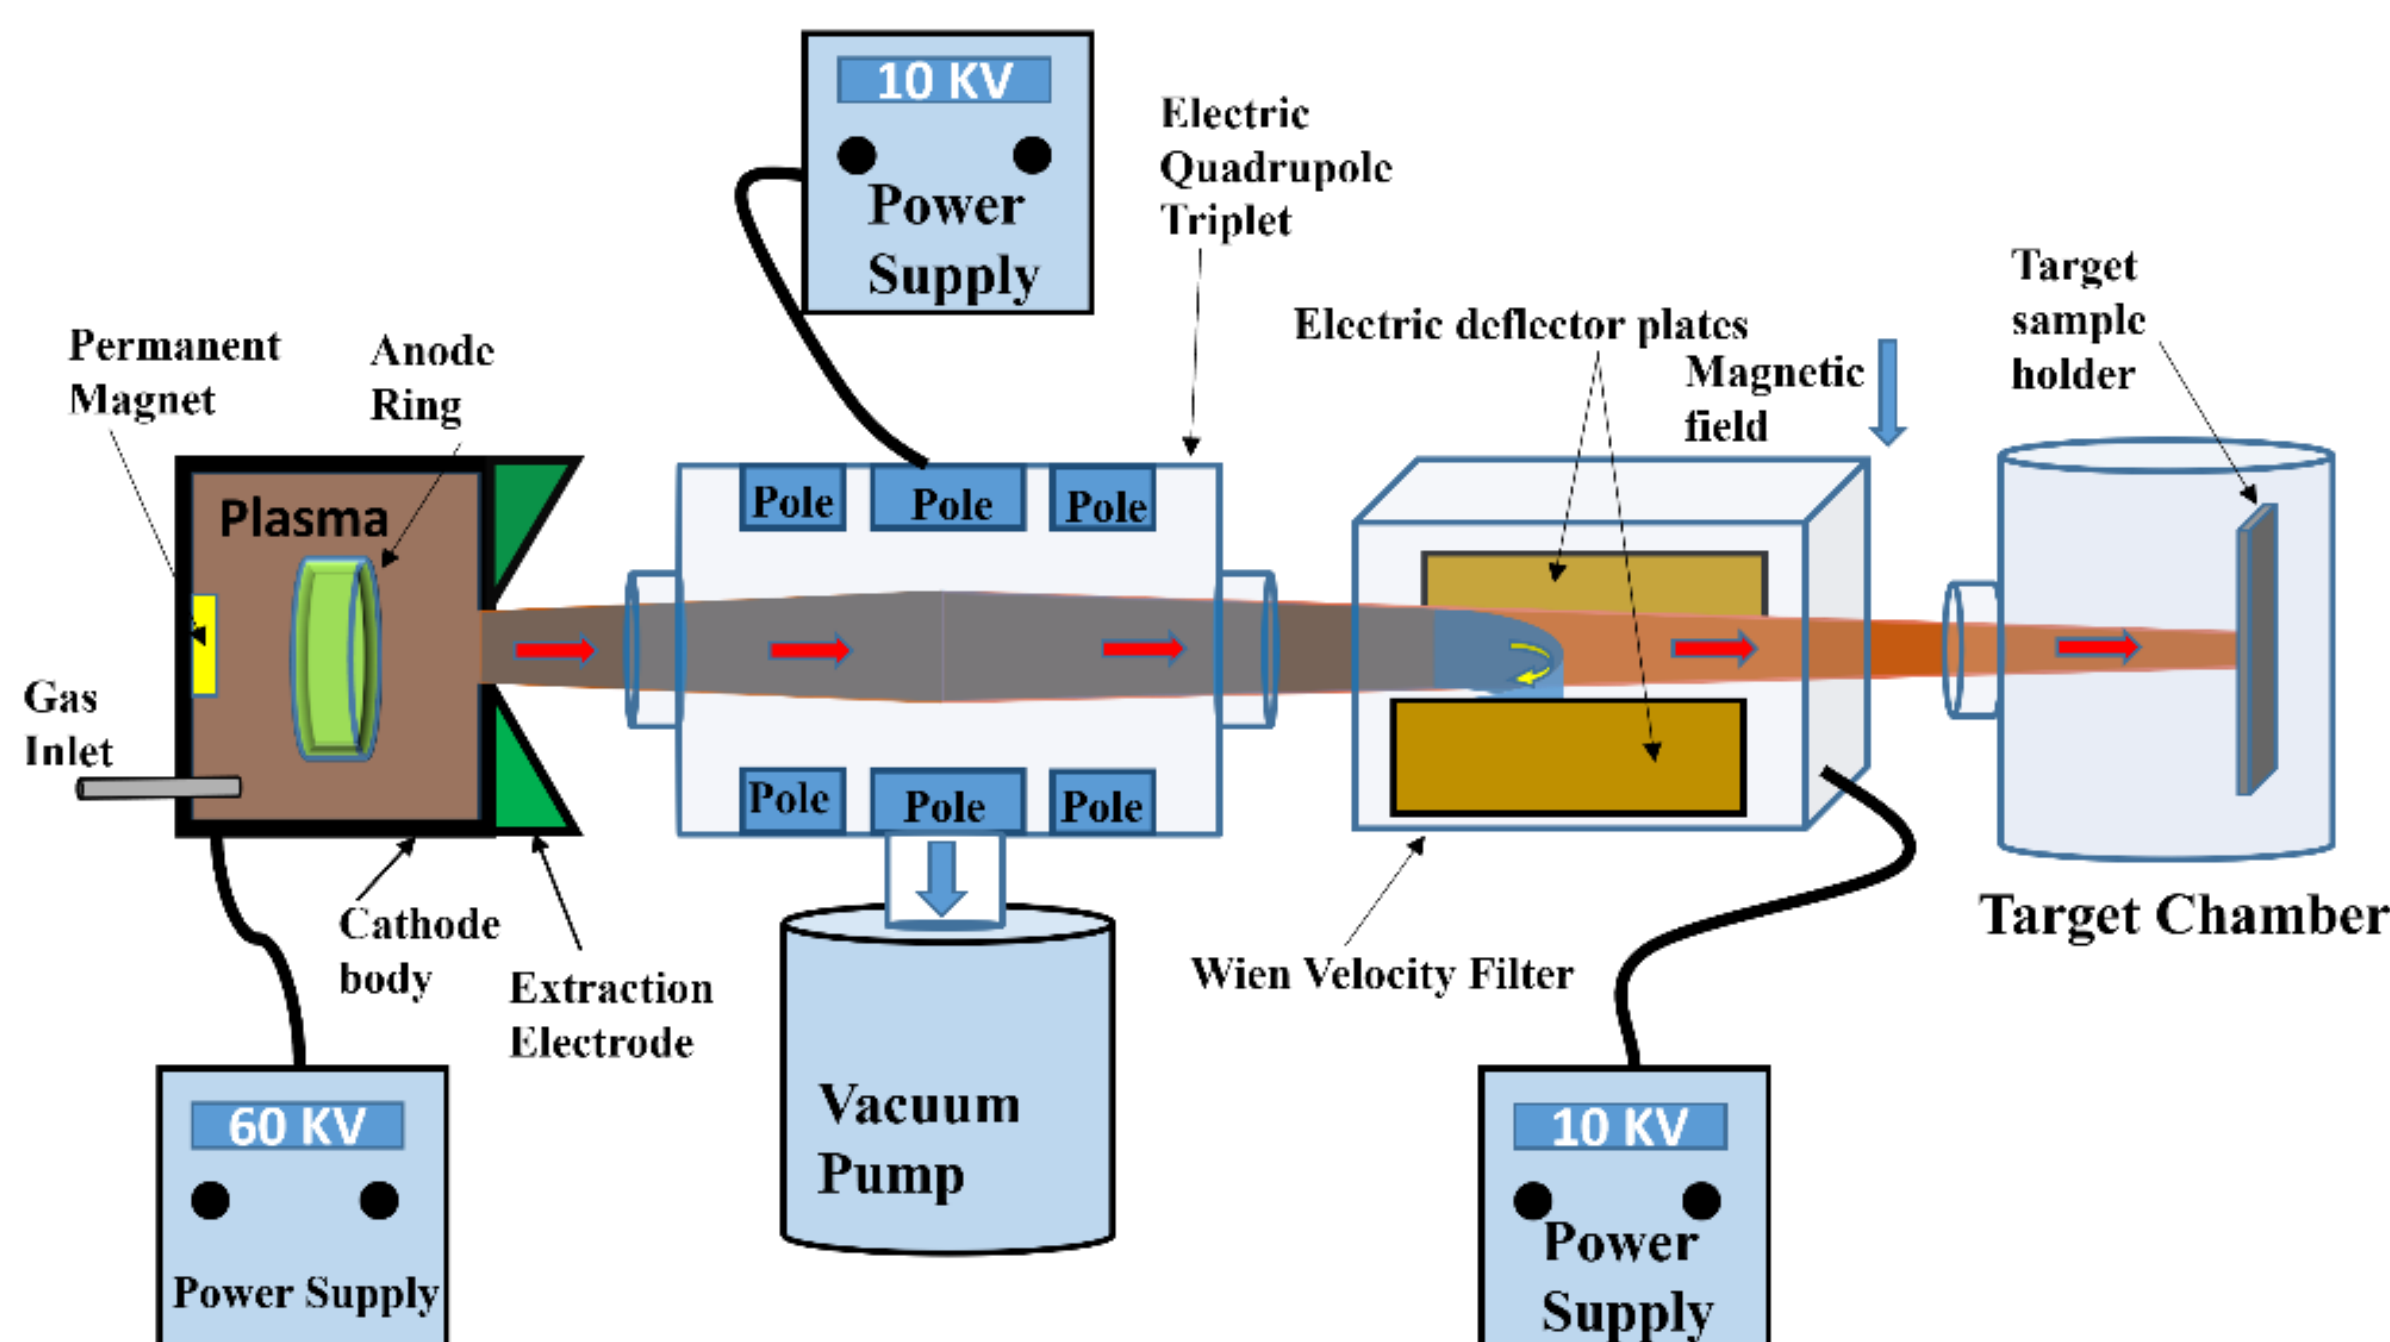 10 KV
Power
Supply
Electric
Quadrupole
Triplet
Target
sample
holder
Electric deflector plates
Magnetic
field
Permanent
Magnet
Anode
Ring
Plasma
Pole
Pole
Pole
Gas
Inlet
Pole
Pole
Pole
Cathode
body
Extraction
Electrode
Wien Velocity Filter
Target Chamber
Vacuum
Pump
60 KV
Power Supply
10 KV
Power
Supply